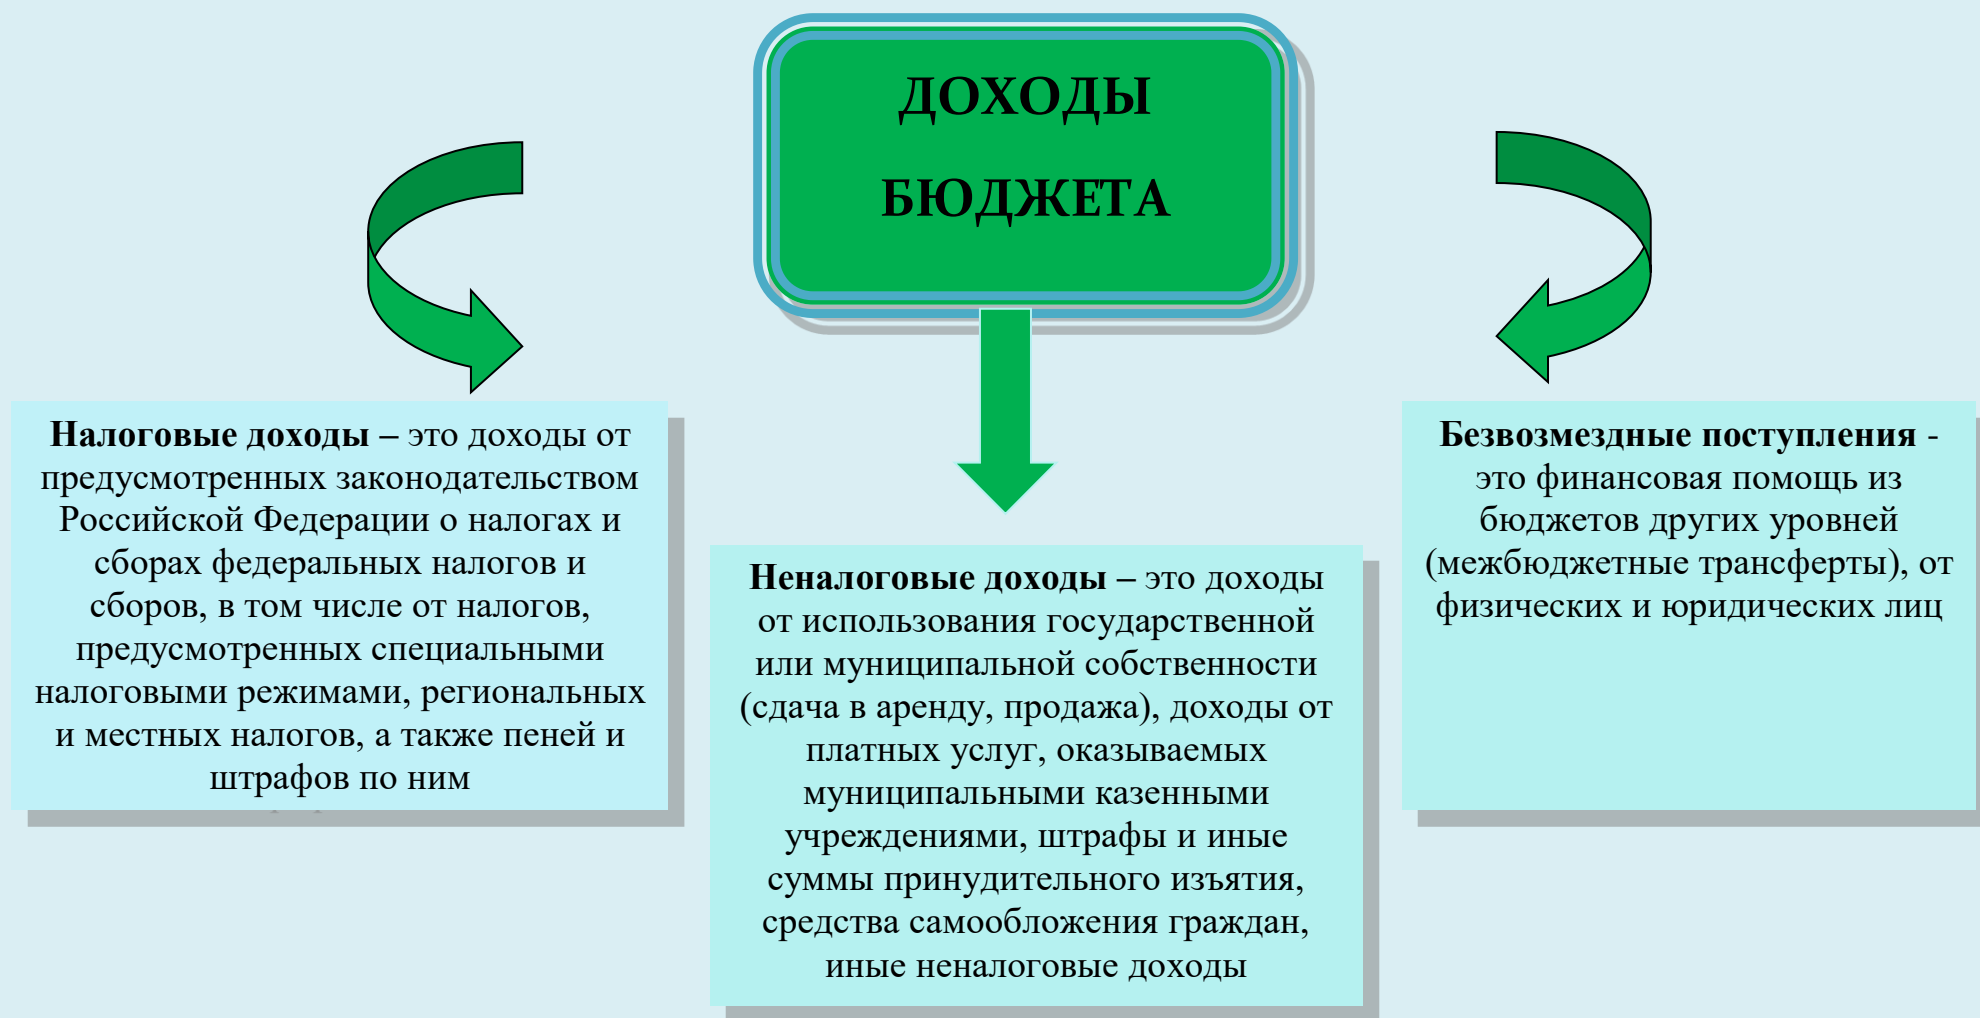 ДОХОДЫ
БЮДЖЕТА
Налоговые доходы – это доходы от
предусмотренных законодательством
Российской Федерации о налогах и
сборах федеральных налогов и
сборов, в том числе от налогов,
предусмотренных специальными
налоговыми режимами, региональных
и местных налогов, а также пеней и
штрафов по ним
Неналоговые доходы – это доходы
от использования государственной
или муниципальной собственности
(сдача в аренду, продажа), доходы от
платных услуг, оказываемых
муниципальными казенными
учреждениями, штрафы и иные
суммы принудительного изъятия,
средства самообложения граждан,
иные неналоговые доходы
Безвозмездные поступления -
это финансовая помощь из
бюджетов других уровней
(межбюджетные трансферты), от
физических и юридических лиц